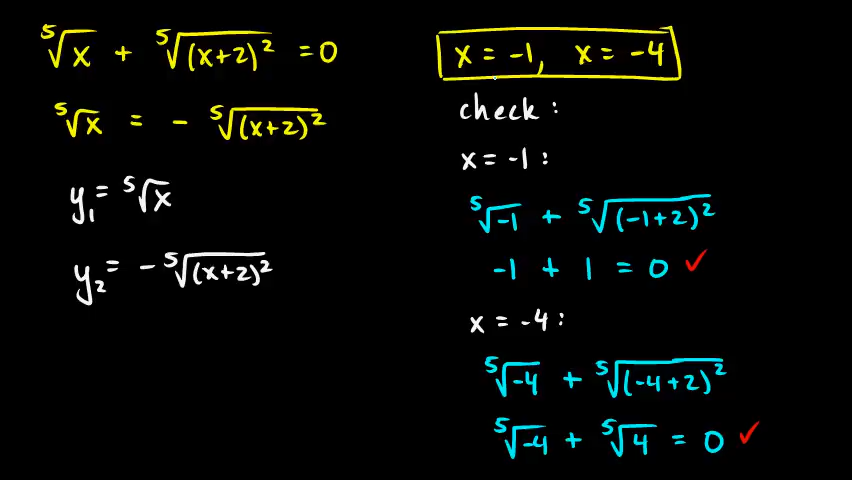 ⁵√x + ⁵√(x+2)² = 0
⁵√x = - ⁵√(x+2)²
y₁ = ⁵√x
y₂ = - ⁵√(x+2)²
x = -1, x = -4
check:
x = -1:
⁵√-1 + ⁵√(-1+2)²
-1 + 1 = 0 ✓
x = -4:
⁵√-4 + ⁵√(-4+2)²
⁵√-4 + ⁵√4 = 0 ✓